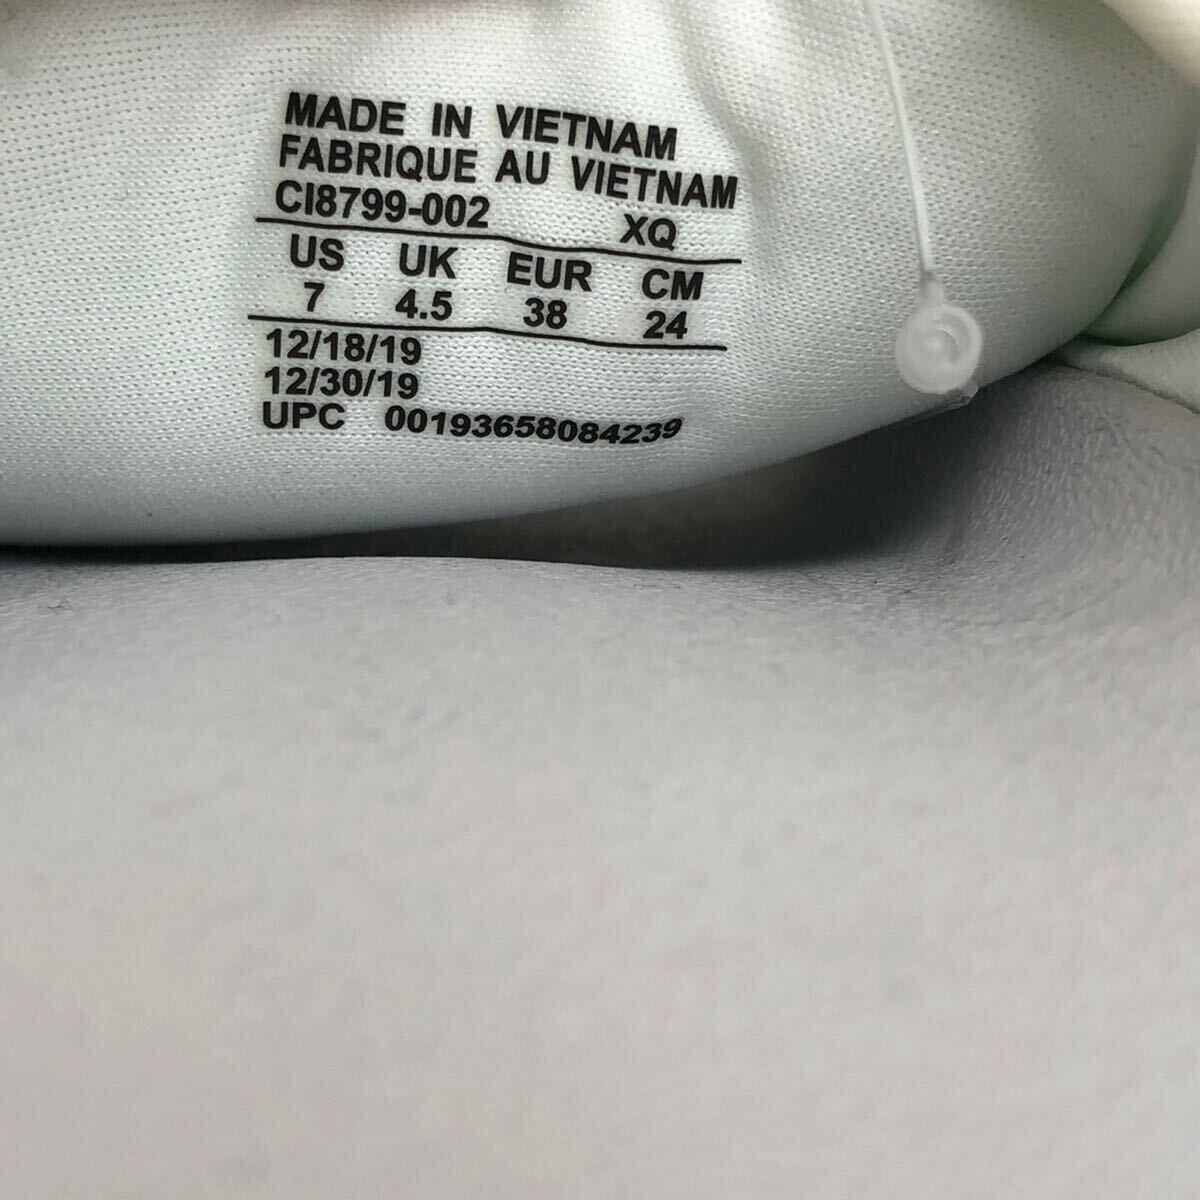 MADE IN VIETNAM
FABRIQUE AU VIETNAM
CI8799-002 XQ
US UK EUR CM
7 4.5 38 24
12/18/19
12/30/19
UPC 00193658084239